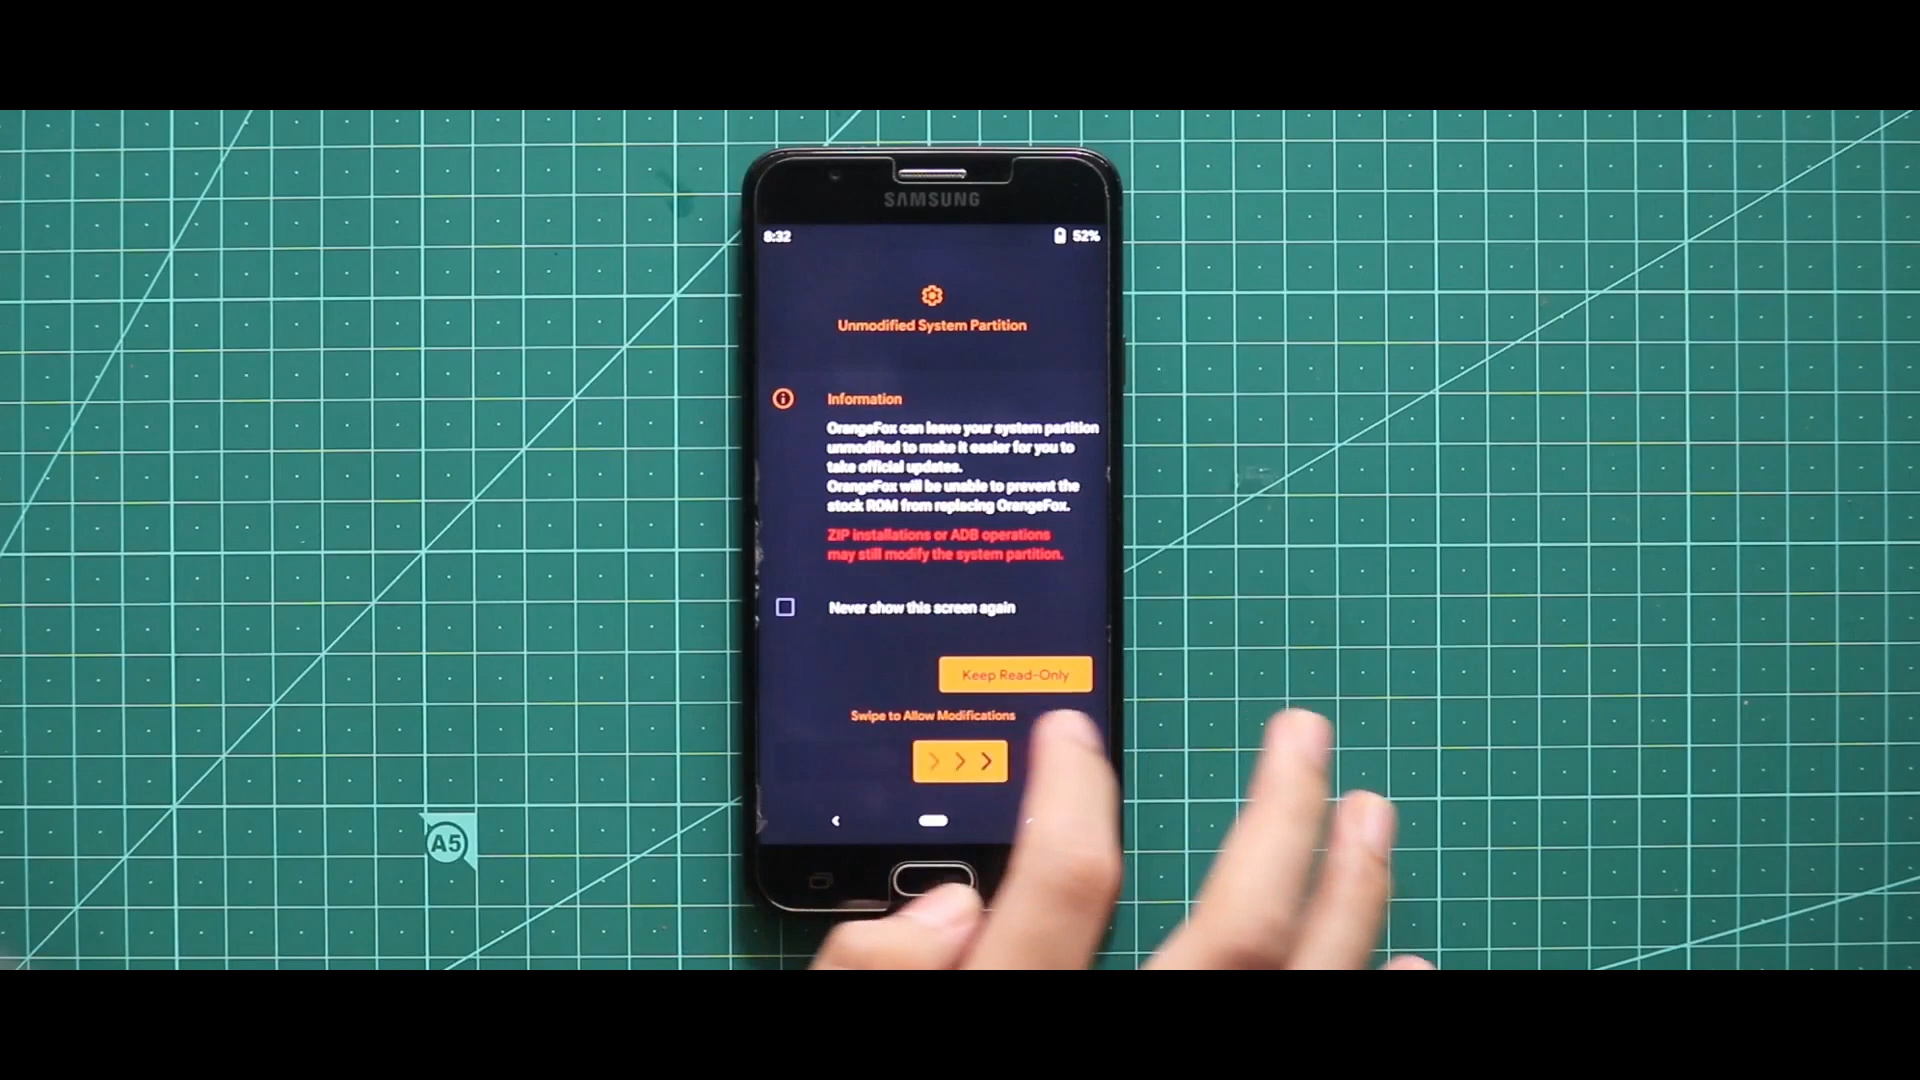 SAMSUNG
8:32
52%
Unmodified System Partition
Information
OrangeFox can leave your system partition
unmodified to make it easier for you to
take official updates.
OrangeFox will be unable to prevent the
stock ROM from replacing OrangeFox.
ZIP installations or ADB operations
may still modify the system partition.
Never show this screen again
Keep Read-Only
Swipe to Allow Modifications
A5